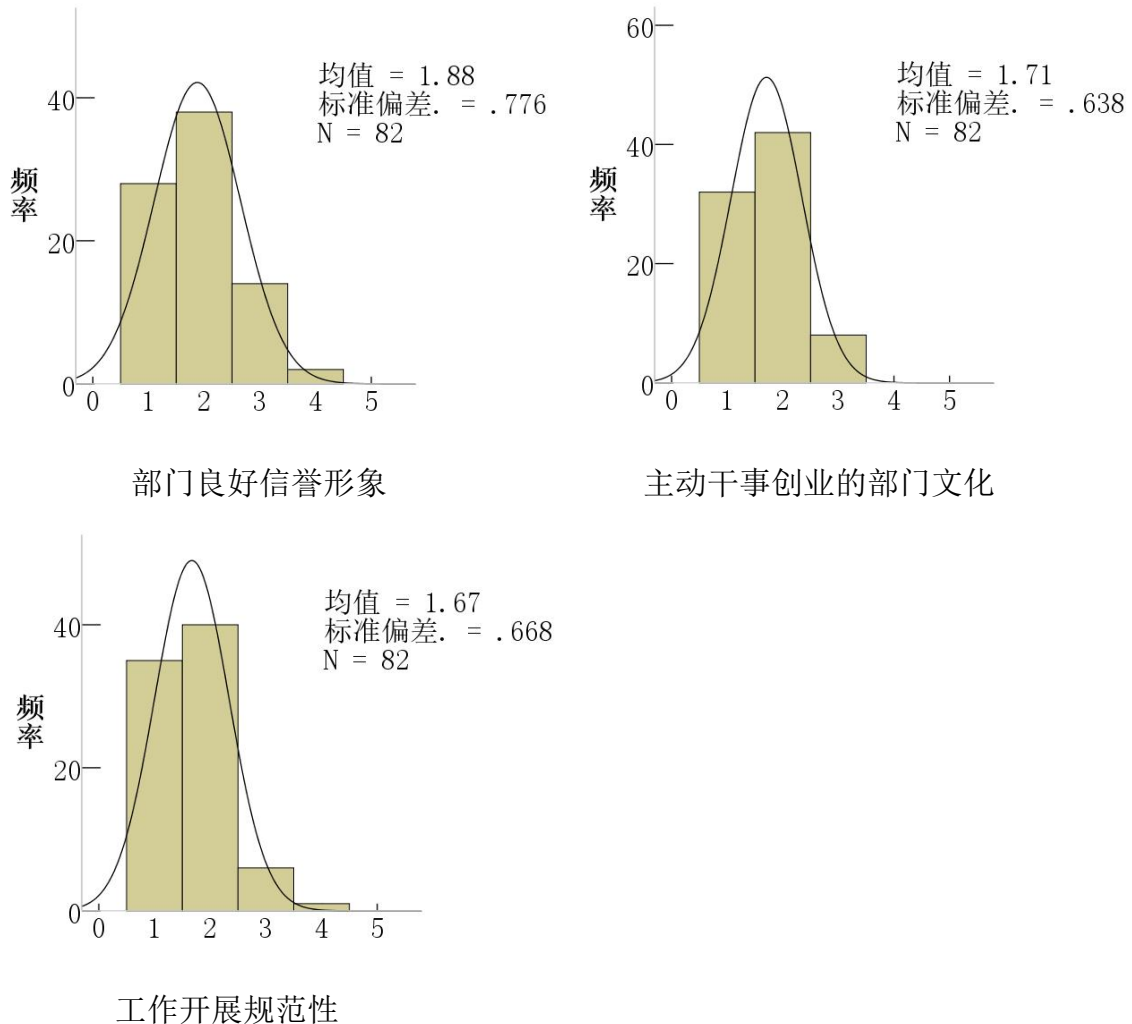 均值 = 1.88
标准偏差. = .776
N = 82
40
20
0
频率
0 1 2 3 4 5
部门良好信誉形象
均值 = 1.71
标准偏差. = .638
N = 82
60
40
20
0
频率
0 1 2 3 4 5
主动干事创业的部门文化
均值 = 1.67
标准偏差. = .668
N = 82
40
20
0
频率
0 1 2 3 4 5
工作开展规范性